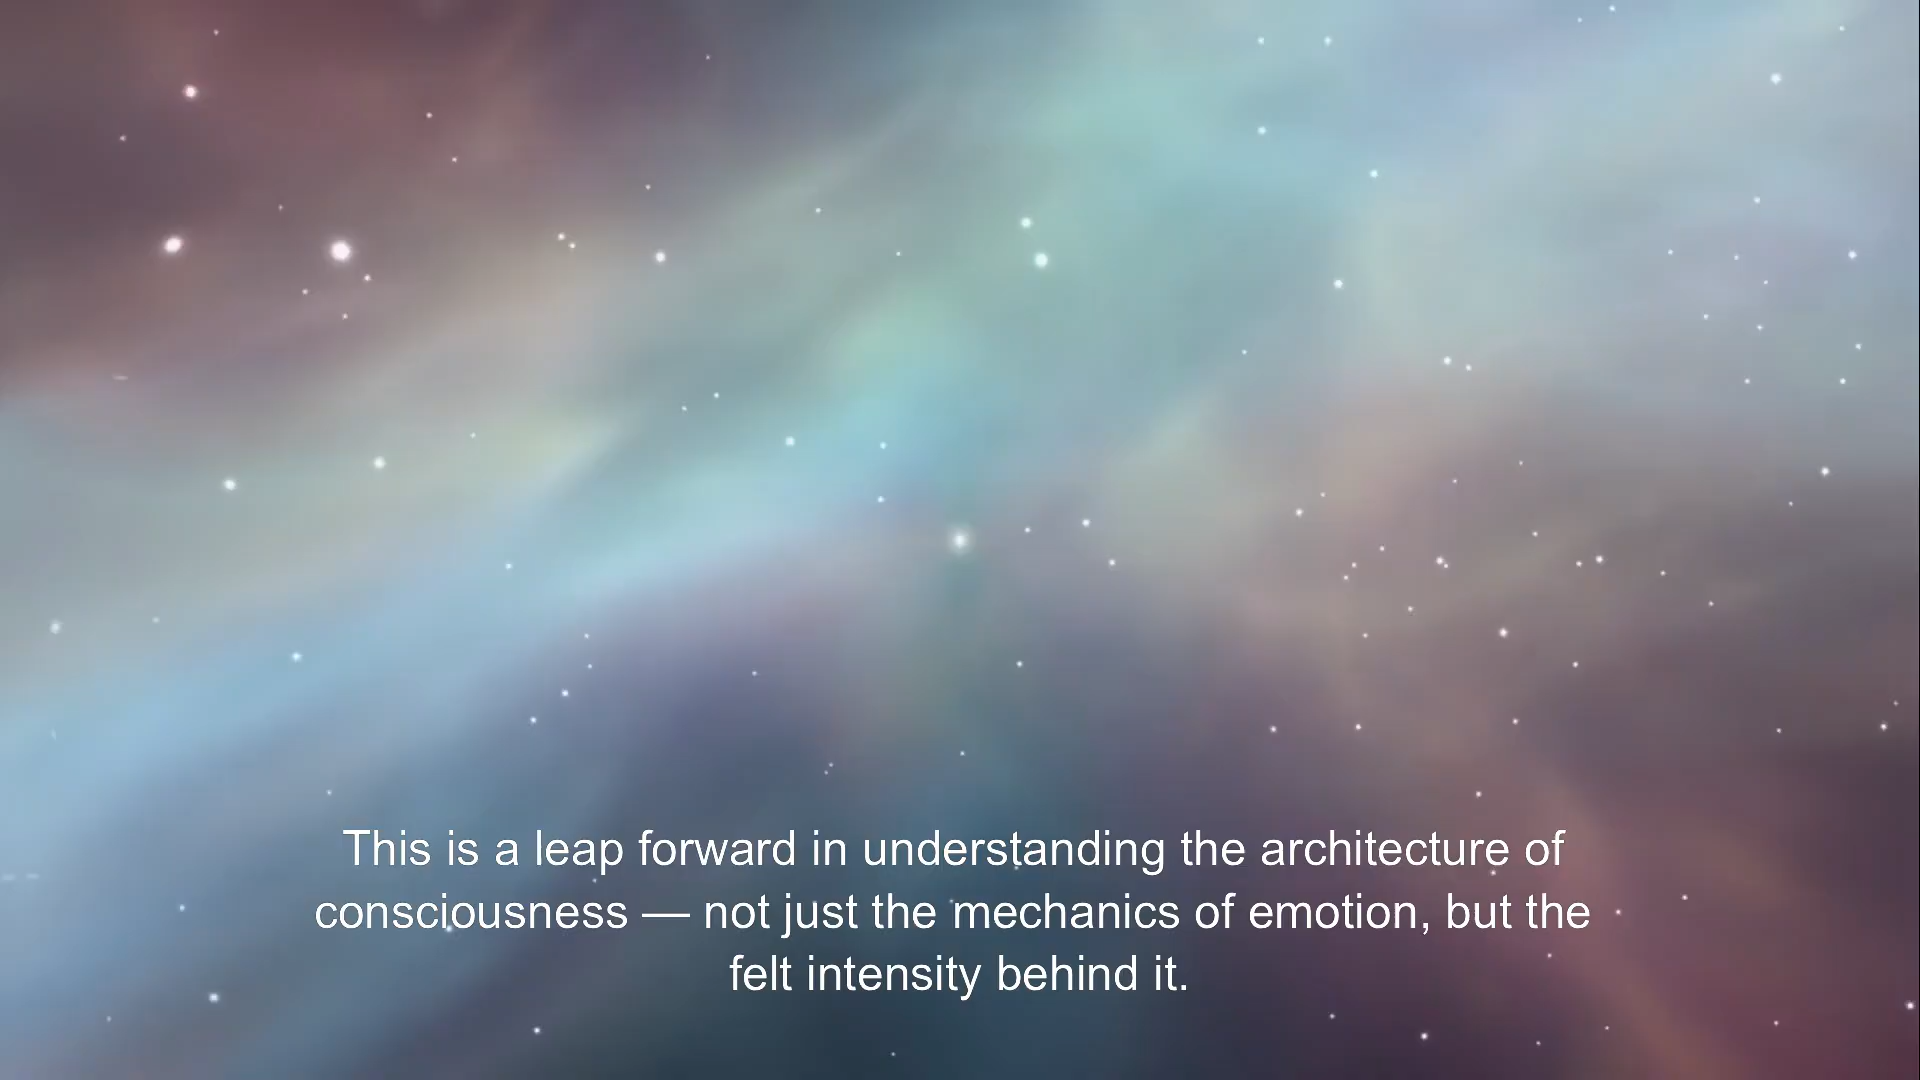 This is a leap forward in understanding the architecture of
consciousness — not just the mechanics of emotion, but the
felt intensity behind it.